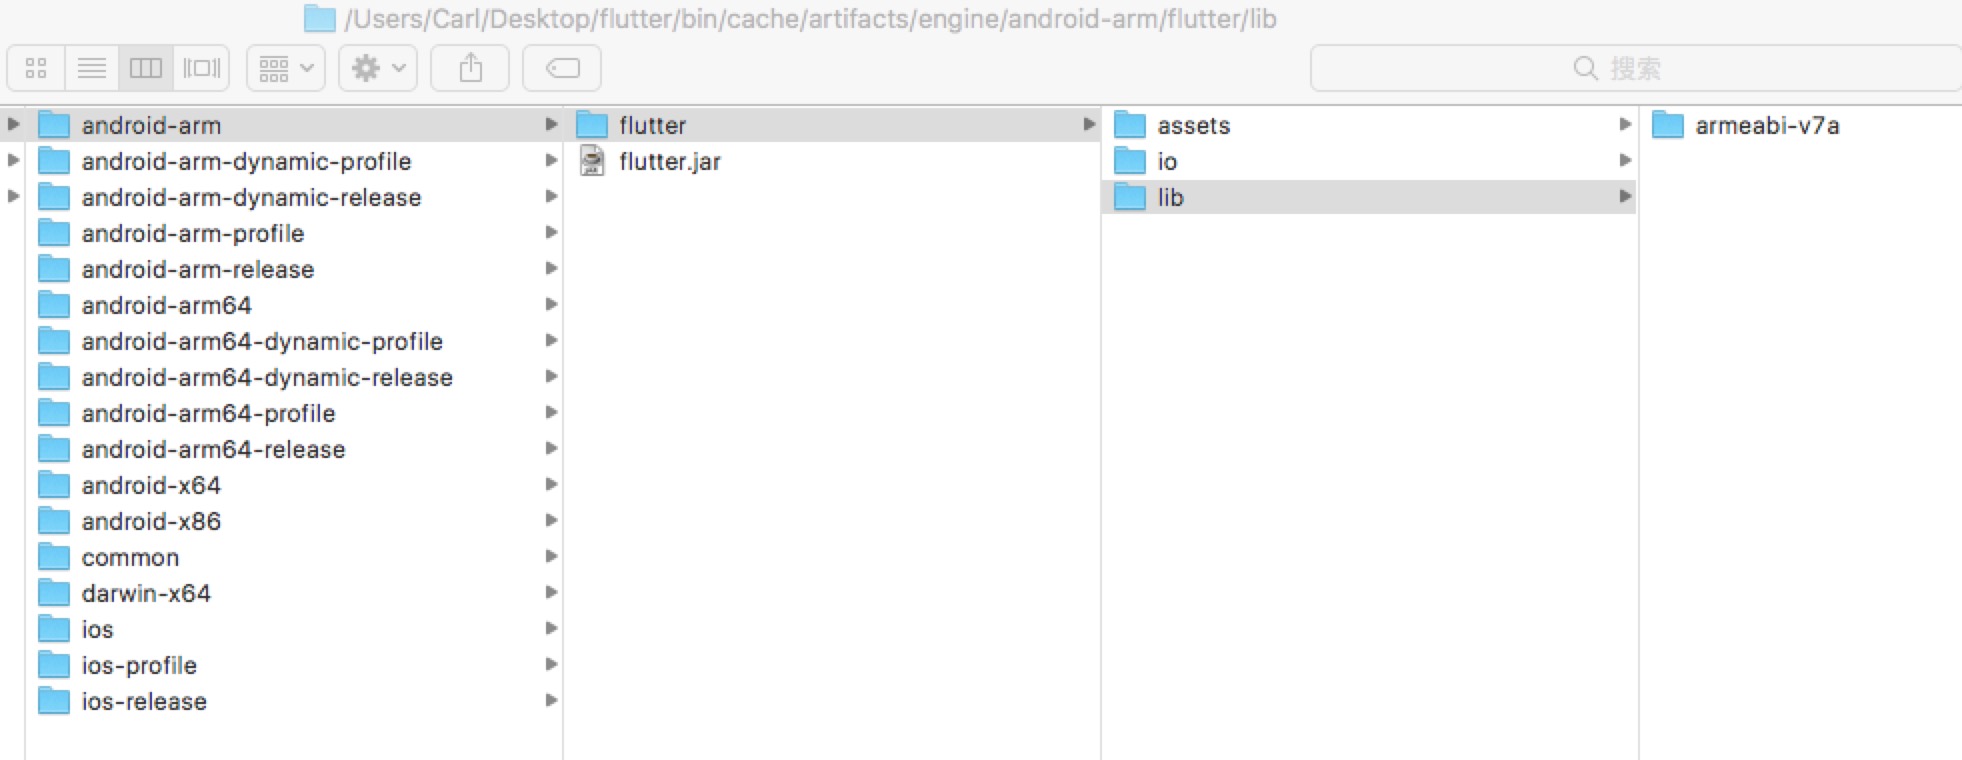 /Users/Carl/Desktop/flutter/bin/cache/artifacts/engine/android-arm/flutter/lib
搜索
android-arm
android-arm-dynamic-profile
android-arm-dynamic-release
android-arm-profile
android-arm-release
android-arm64
android-arm64-dynamic-profile
android-arm64-dynamic-release
android-arm64-profile
android-arm64-release
android-x64
android-x86
common
darwin-x64
ios
ios-profile
ios-release
flutter
flutter.jar
assets
io
lib
armeabi-v7a